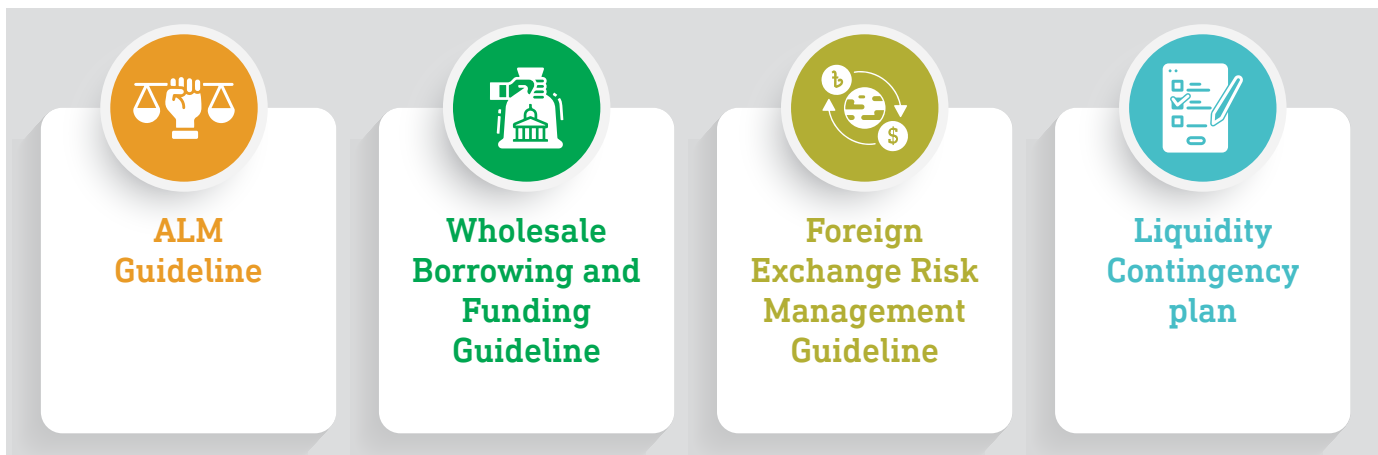 ALM
Guideline
Wholesale
Borrowing and
Funding
Guideline
৳
$
Foreign
Exchange Risk
Management
Guideline
Liquidity
Contingency
plan